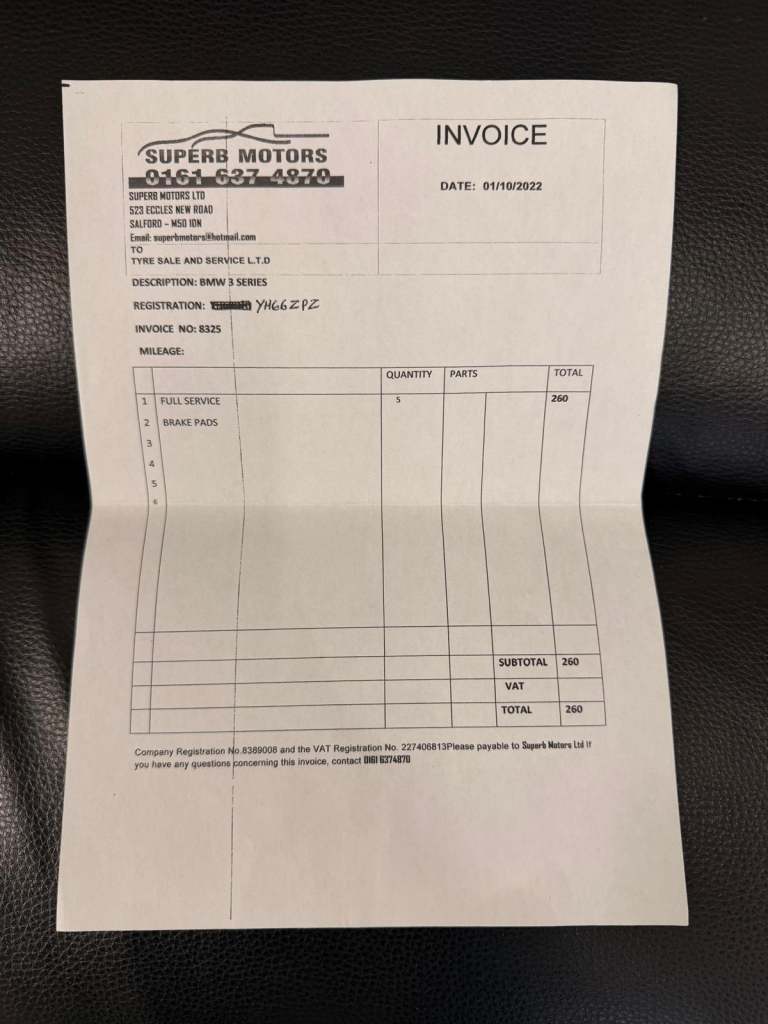 SUPERB MOTORS
0161 637 4870
SUPERB MOTORS LTD
523 ECCLES NEW ROAD
SALFORD – M50 1DN
Email: superbmotors@hotmail.com
TO
TYRE SALE AND SERVICE L.T.D
INVOICE
DATE: 01/10/2022
DESCRIPTION: BMW 3 SERIES
REGISTRATION: YH66ZPZ
INVOICE NO: 8325
MILEAGE:
QUANTITY PARTS TOTAL
1 FULL SERVICE 5 260
2 BRAKE PADS
3
4
5
6
SUBTOTAL 260
VAT
TOTAL 260
Company Registration No.8389008 and the VAT Registration No. 227406813Please payable to Superb Motors Ltd If
you have any questions concerning this invoice, contact 0161 6374870